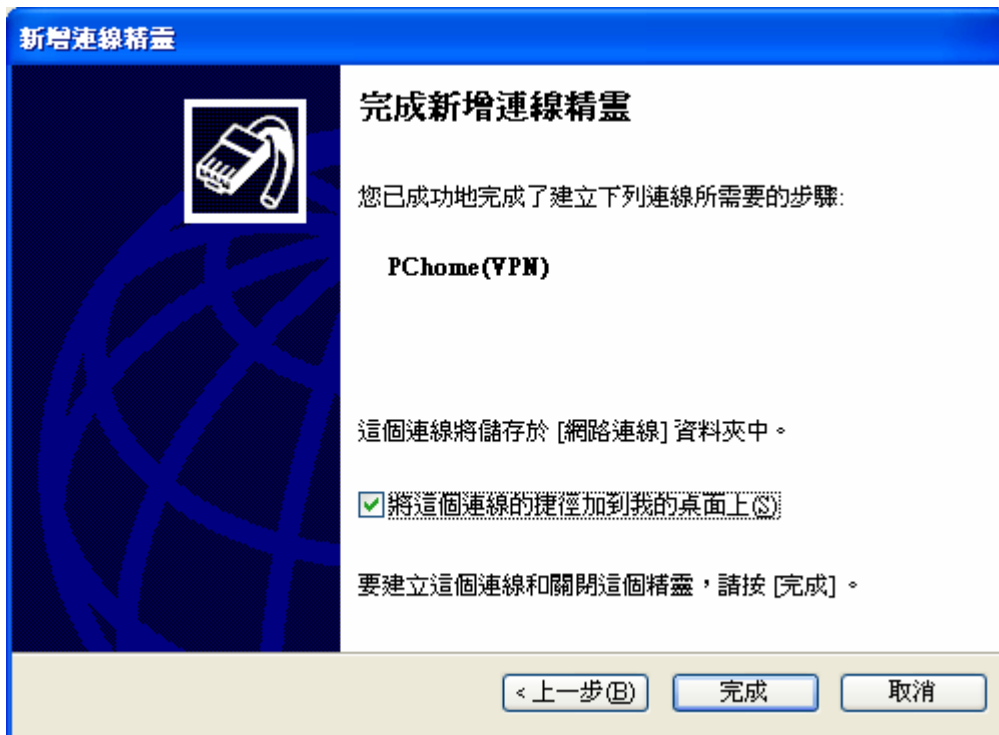 新增連線精靈
完成新增連線精靈
您已成功地完成了建立下列連線所需要的步驟:
PChome(VPN)
這個連線將儲存於 [網路連線] 資料夾中。
將這個連線的捷徑加到我的桌面上(S)
要建立這個連線和關閉這個精靈，請按 [完成] 。
<上一步(B) 完成 取消